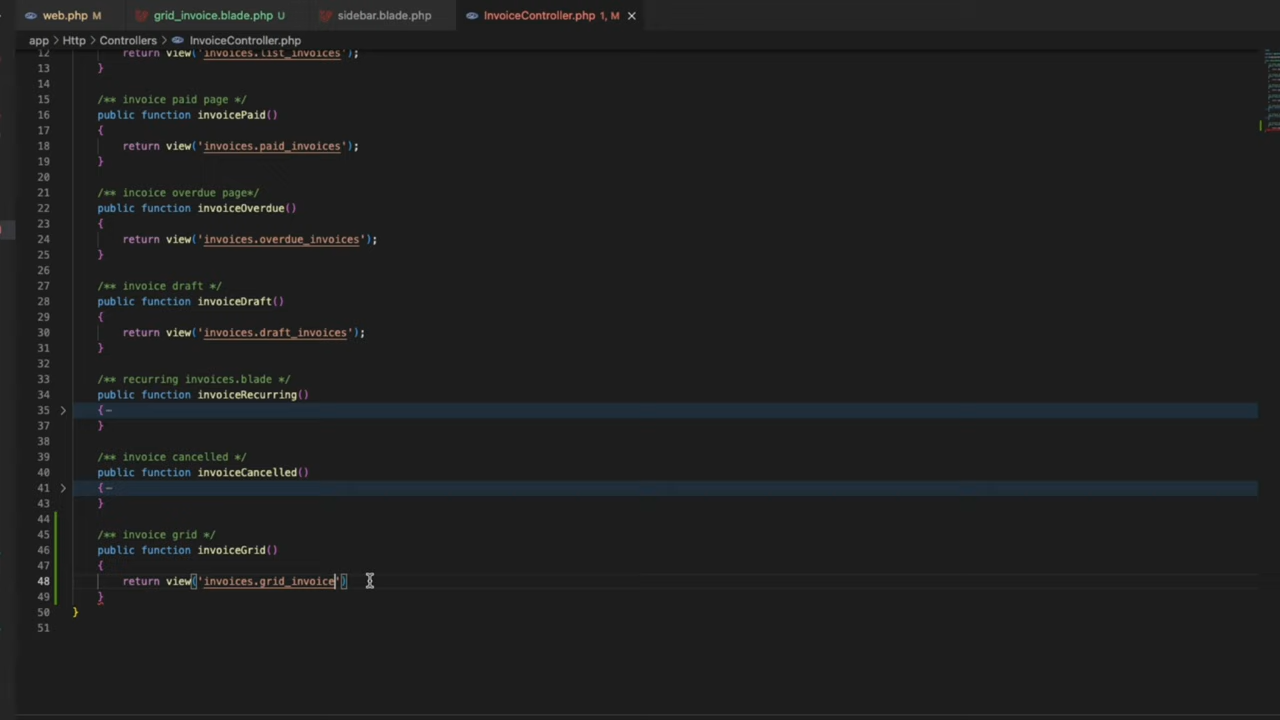 web.php M grid_invoice.blade.php U sidebar.blade.php InvoiceController.php 1, M ×
app > Http > Controllers > InvoiceController.php
12 return view('invoices.list_invoices');
13 }
14
15 /** invoice paid page */
16 public function invoicePaid()
17 {
18 return view('invoices.paid_invoices');
19 }
20
21 /** incoice overdue page*/
22 public function invoiceOverdue()
23 {
24 return view('invoices.overdue_invoices');
25 }
26
27 /** invoice draft */
28 public function invoiceDraft()
29 {
30 return view('invoices.draft_invoices');
31 }
32
33 /** recurring invoices.blade */
34 public function invoiceRecurring()
35 {
37 }
38
39 /** invoice cancelled */
40 public function invoiceCancelled()
41 {
43 }
44
45 /** invoice grid */
46 public function invoiceGrid()
47 {
48 return view('invoices.grid_invoice')
49 }
50 }
51